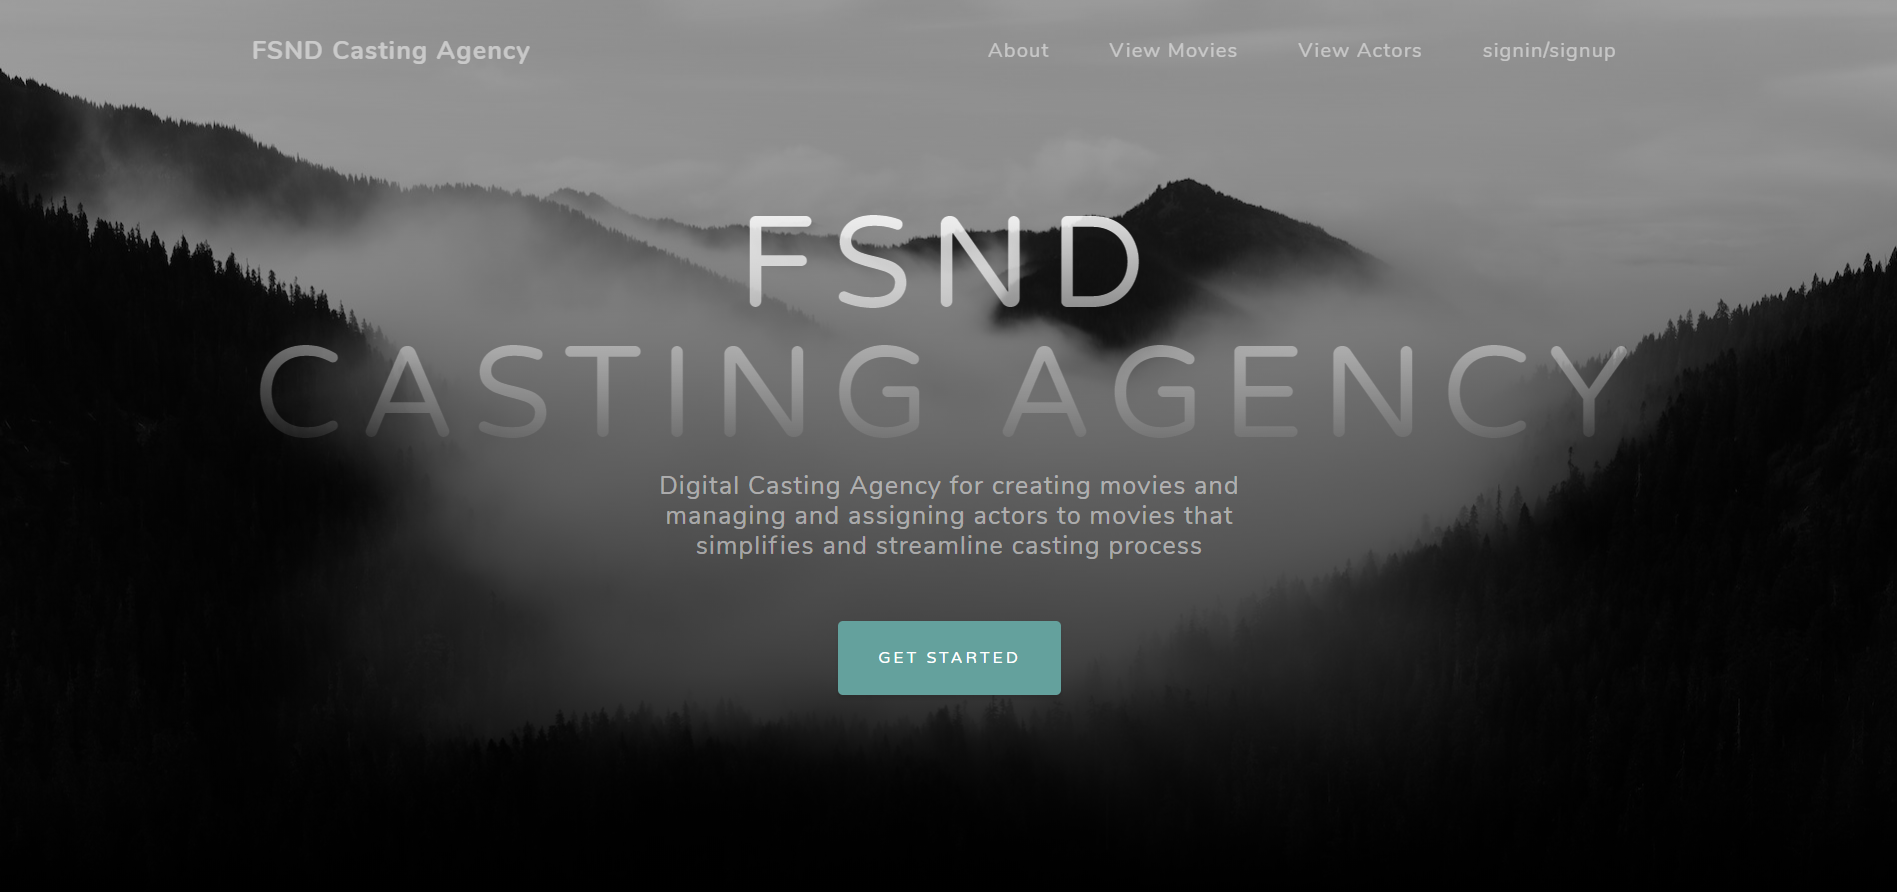 FSND Casting Agency
About
View Movies
View Actors
signin/signup
FSND
CASTING AGENCY
Digital Casting Agency for creating movies and
managing and assigning actors to movies that
simplifies and streamline casting process
GET STARTED